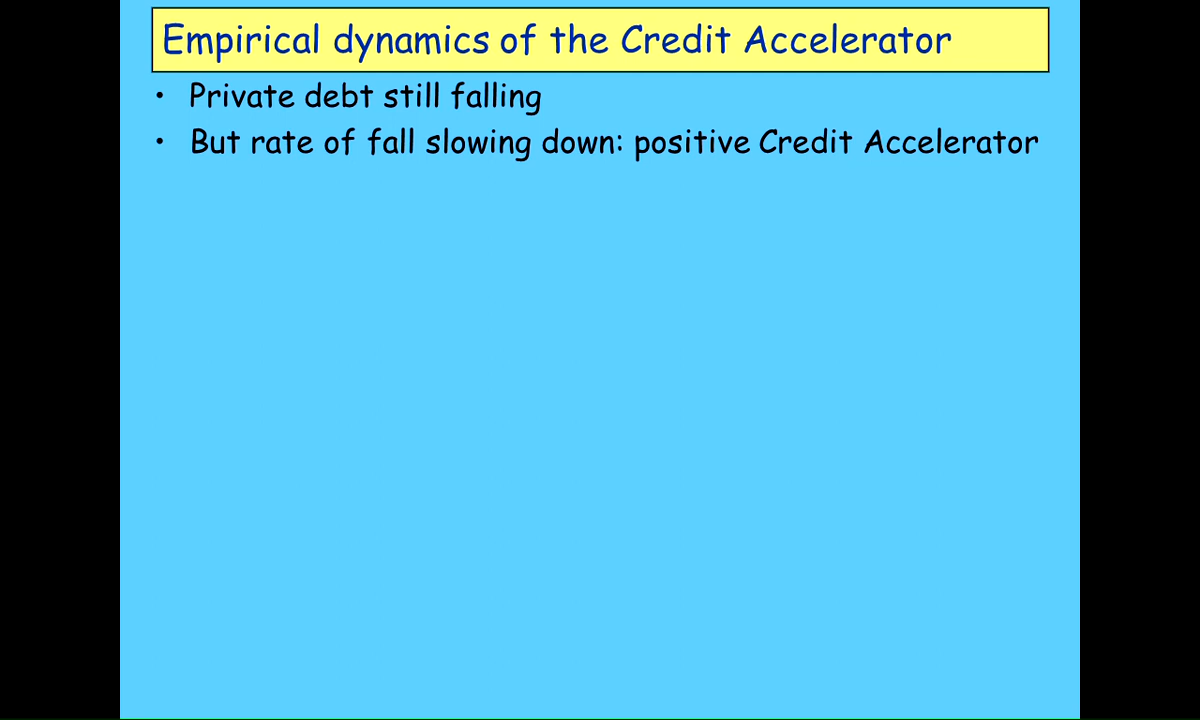 Empirical dynamics of the Credit Accelerator
• Private debt still falling
• But rate of fall slowing down: positive Credit Accelerator